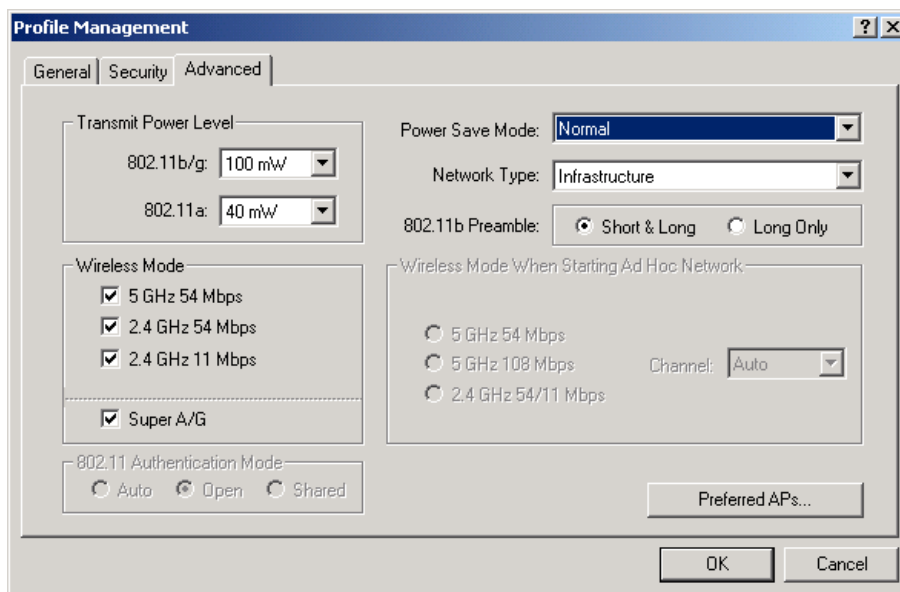 Profile Management
General Security Advanced
Transmit Power Level
802.11b/g: 100 mW
802.11a: 40 mW
Power Save Mode: Normal
Network Type: Infrastructure
802.11b Preamble: Short & Long Long Only
Wireless Mode
5 GHz 54 Mbps
2.4 GHz 54 Mbps
2.4 GHz 11 Mbps
Super A/G
Wireless Mode When Starting Ad Hoc Network
5 GHz 54 Mbps
5 GHz 108 Mbps
2.4 GHz 54/11 Mbps
Channel: Auto
802.11 Authentication Mode
Auto Open Shared
Preferred APs...
OK Cancel